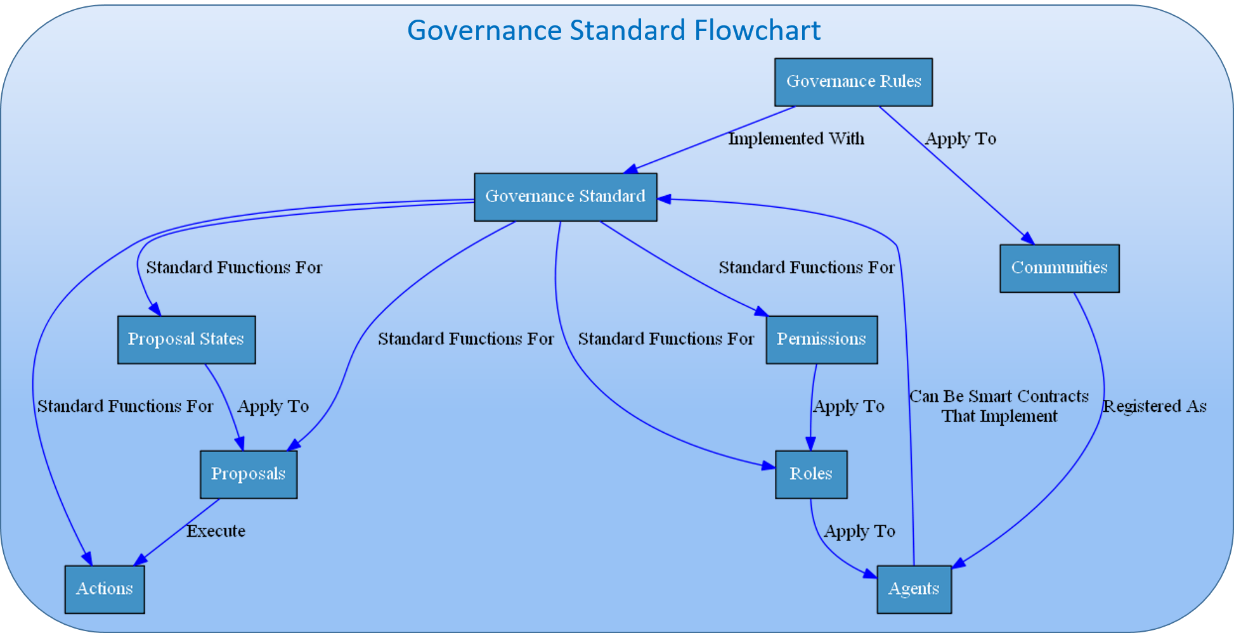 Governance Standard Flowchart
Governance Rules
Implemented With
Apply To
Governance Standard
Standard Functions For
Standard Functions For
Communities
Proposal States
Standard Functions For
Standard Functions For
Permissions
Standard Functions For
Apply To
Apply To
Can Be Smart Contracts
That Implement
Registered As
Proposals
Roles
Execute
Apply To
Actions
Agents